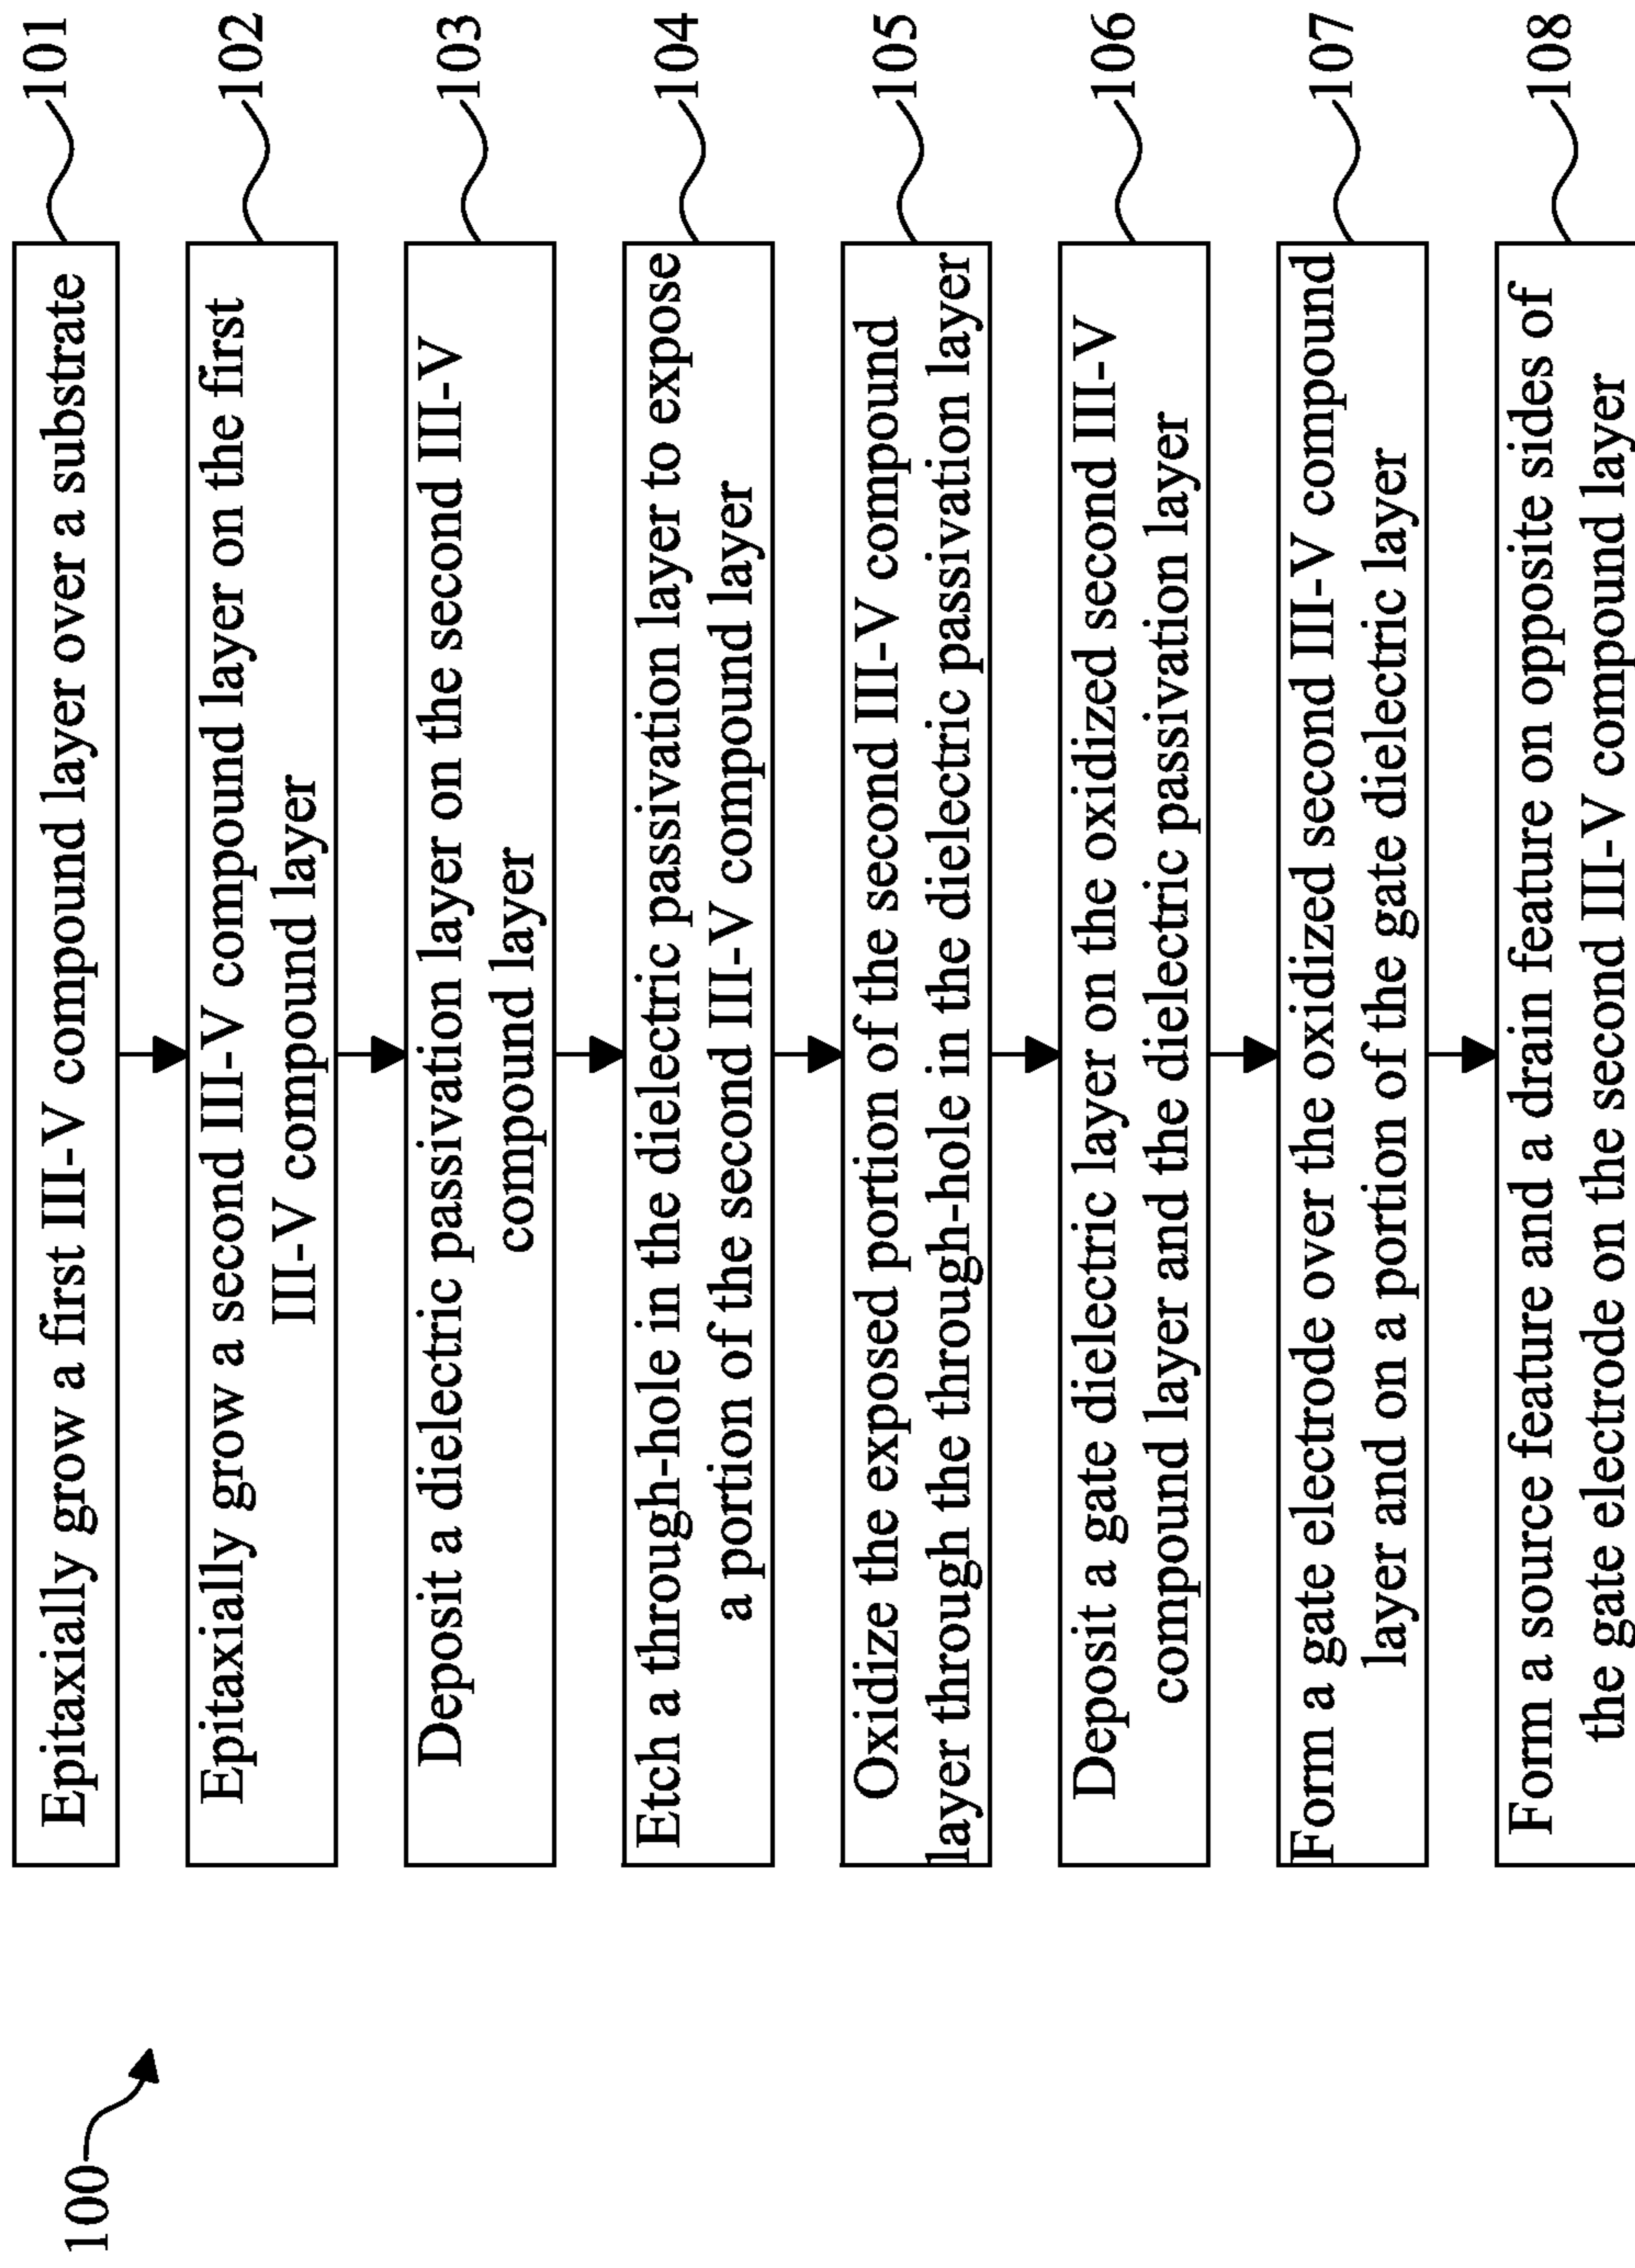 100
Epitaxially grow a first III-V compound layer over a substrate
101
Epitaxially grow a second III-V compound layer on the first
III-V compound layer
102
Deposit a dielectric passivation layer on the second III-V
compound layer
103
Etch a through-hole in the dielectric passivation layer to expose
a portion of the second III-V compound layer
104
Oxidize the exposed portion of the second III-V compound
layer through the through-hole in the dielectric passivation layer
105
Deposit a gate dielectric layer on the oxidized second III-V
compound layer and the dielectric passivation layer
106
Form a gate electrode over the oxidized second III-V compound
layer and on a portion of the gate dielectric layer
107
Form a source feature and a drain feature on opposite sides of
the gate electrode on the second III-V compound layer
108